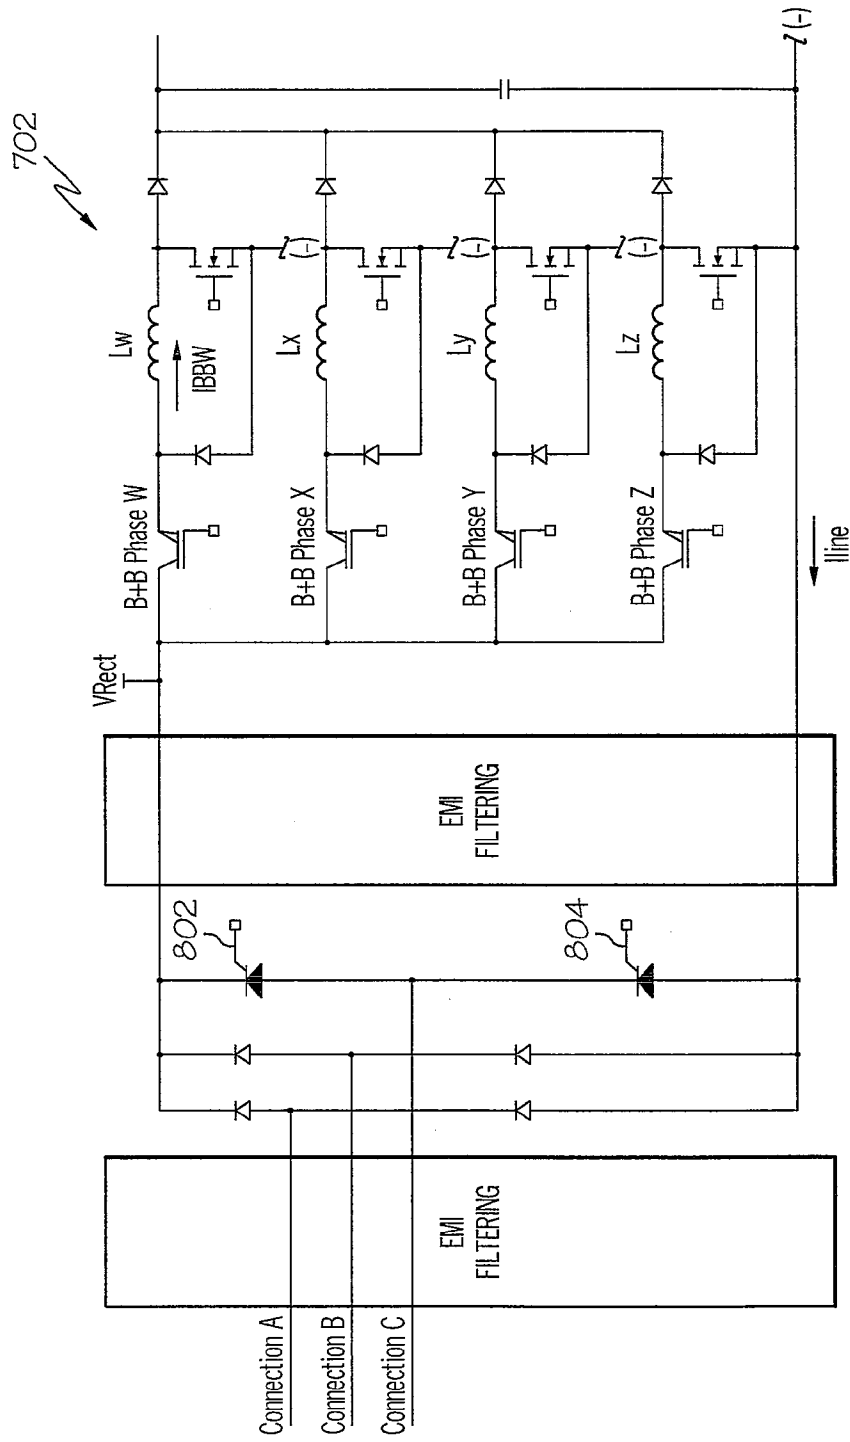 702
Lw
IBBW
B+B Phase W
(-)
Lx
B+B Phase X
(-)
Ly
B+B Phase Y
(-)
Lz
B+B Phase Z
(-)
Iline
VRect
EMI
FILTERING
802
804
EMI
FILTERING
Connection A
Connection B
Connection C